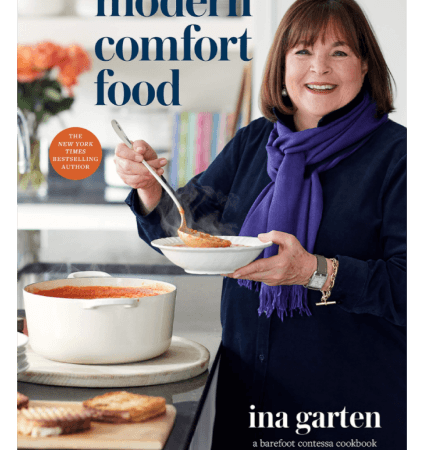 modern
comfort
food
THE
NEW YORK
TIMES
BESTSELLING
AUTHOR
ina garten
a barefoot contessa cookbook